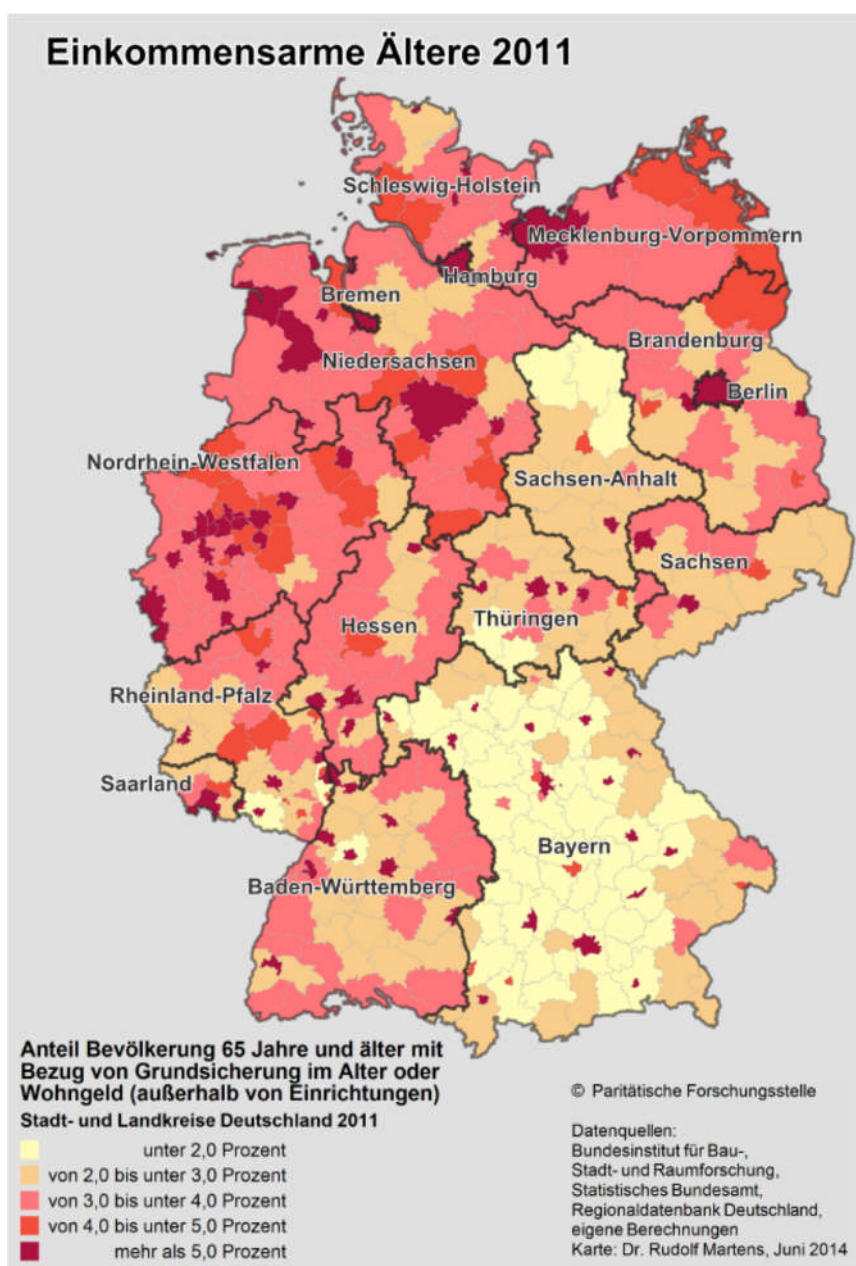 Einkommensarme Ältere 2011
Schleswig-Holstein
Mecklenburg-Vorpommern
Hamburg
Bremen
Brandenburg
Niedersachsen
Berlin
Nordrhein-Westfalen
Sachsen-Anhalt
Sachsen
Thüringen
Hessen
Rheinland-Pfalz
Saarland
Bayern
Baden-Württemberg
Anteil Bevölkerung 65 Jahre und älter mit
Bezug von Grundsicherung im Alter oder
Wohngeld (außerhalb von Einrichtungen)
Stadt- und Landkreise Deutschland 2011
unter 2,0 Prozent
von 2,0 bis unter 3,0 Prozent
von 3,0 bis unter 4,0 Prozent
von 4,0 bis unter 5,0 Prozent
mehr als 5,0 Prozent
© Paritätische Forschungsstelle
Datenquellen:
Bundesinstitut für Bau-,
Stadt- und Raumforschung,
Statistisches Bundesamt,
Regionaldatenbank Deutschland,
eigene Berechnungen
Karte: Dr. Rudolf Martens, Juni 2014